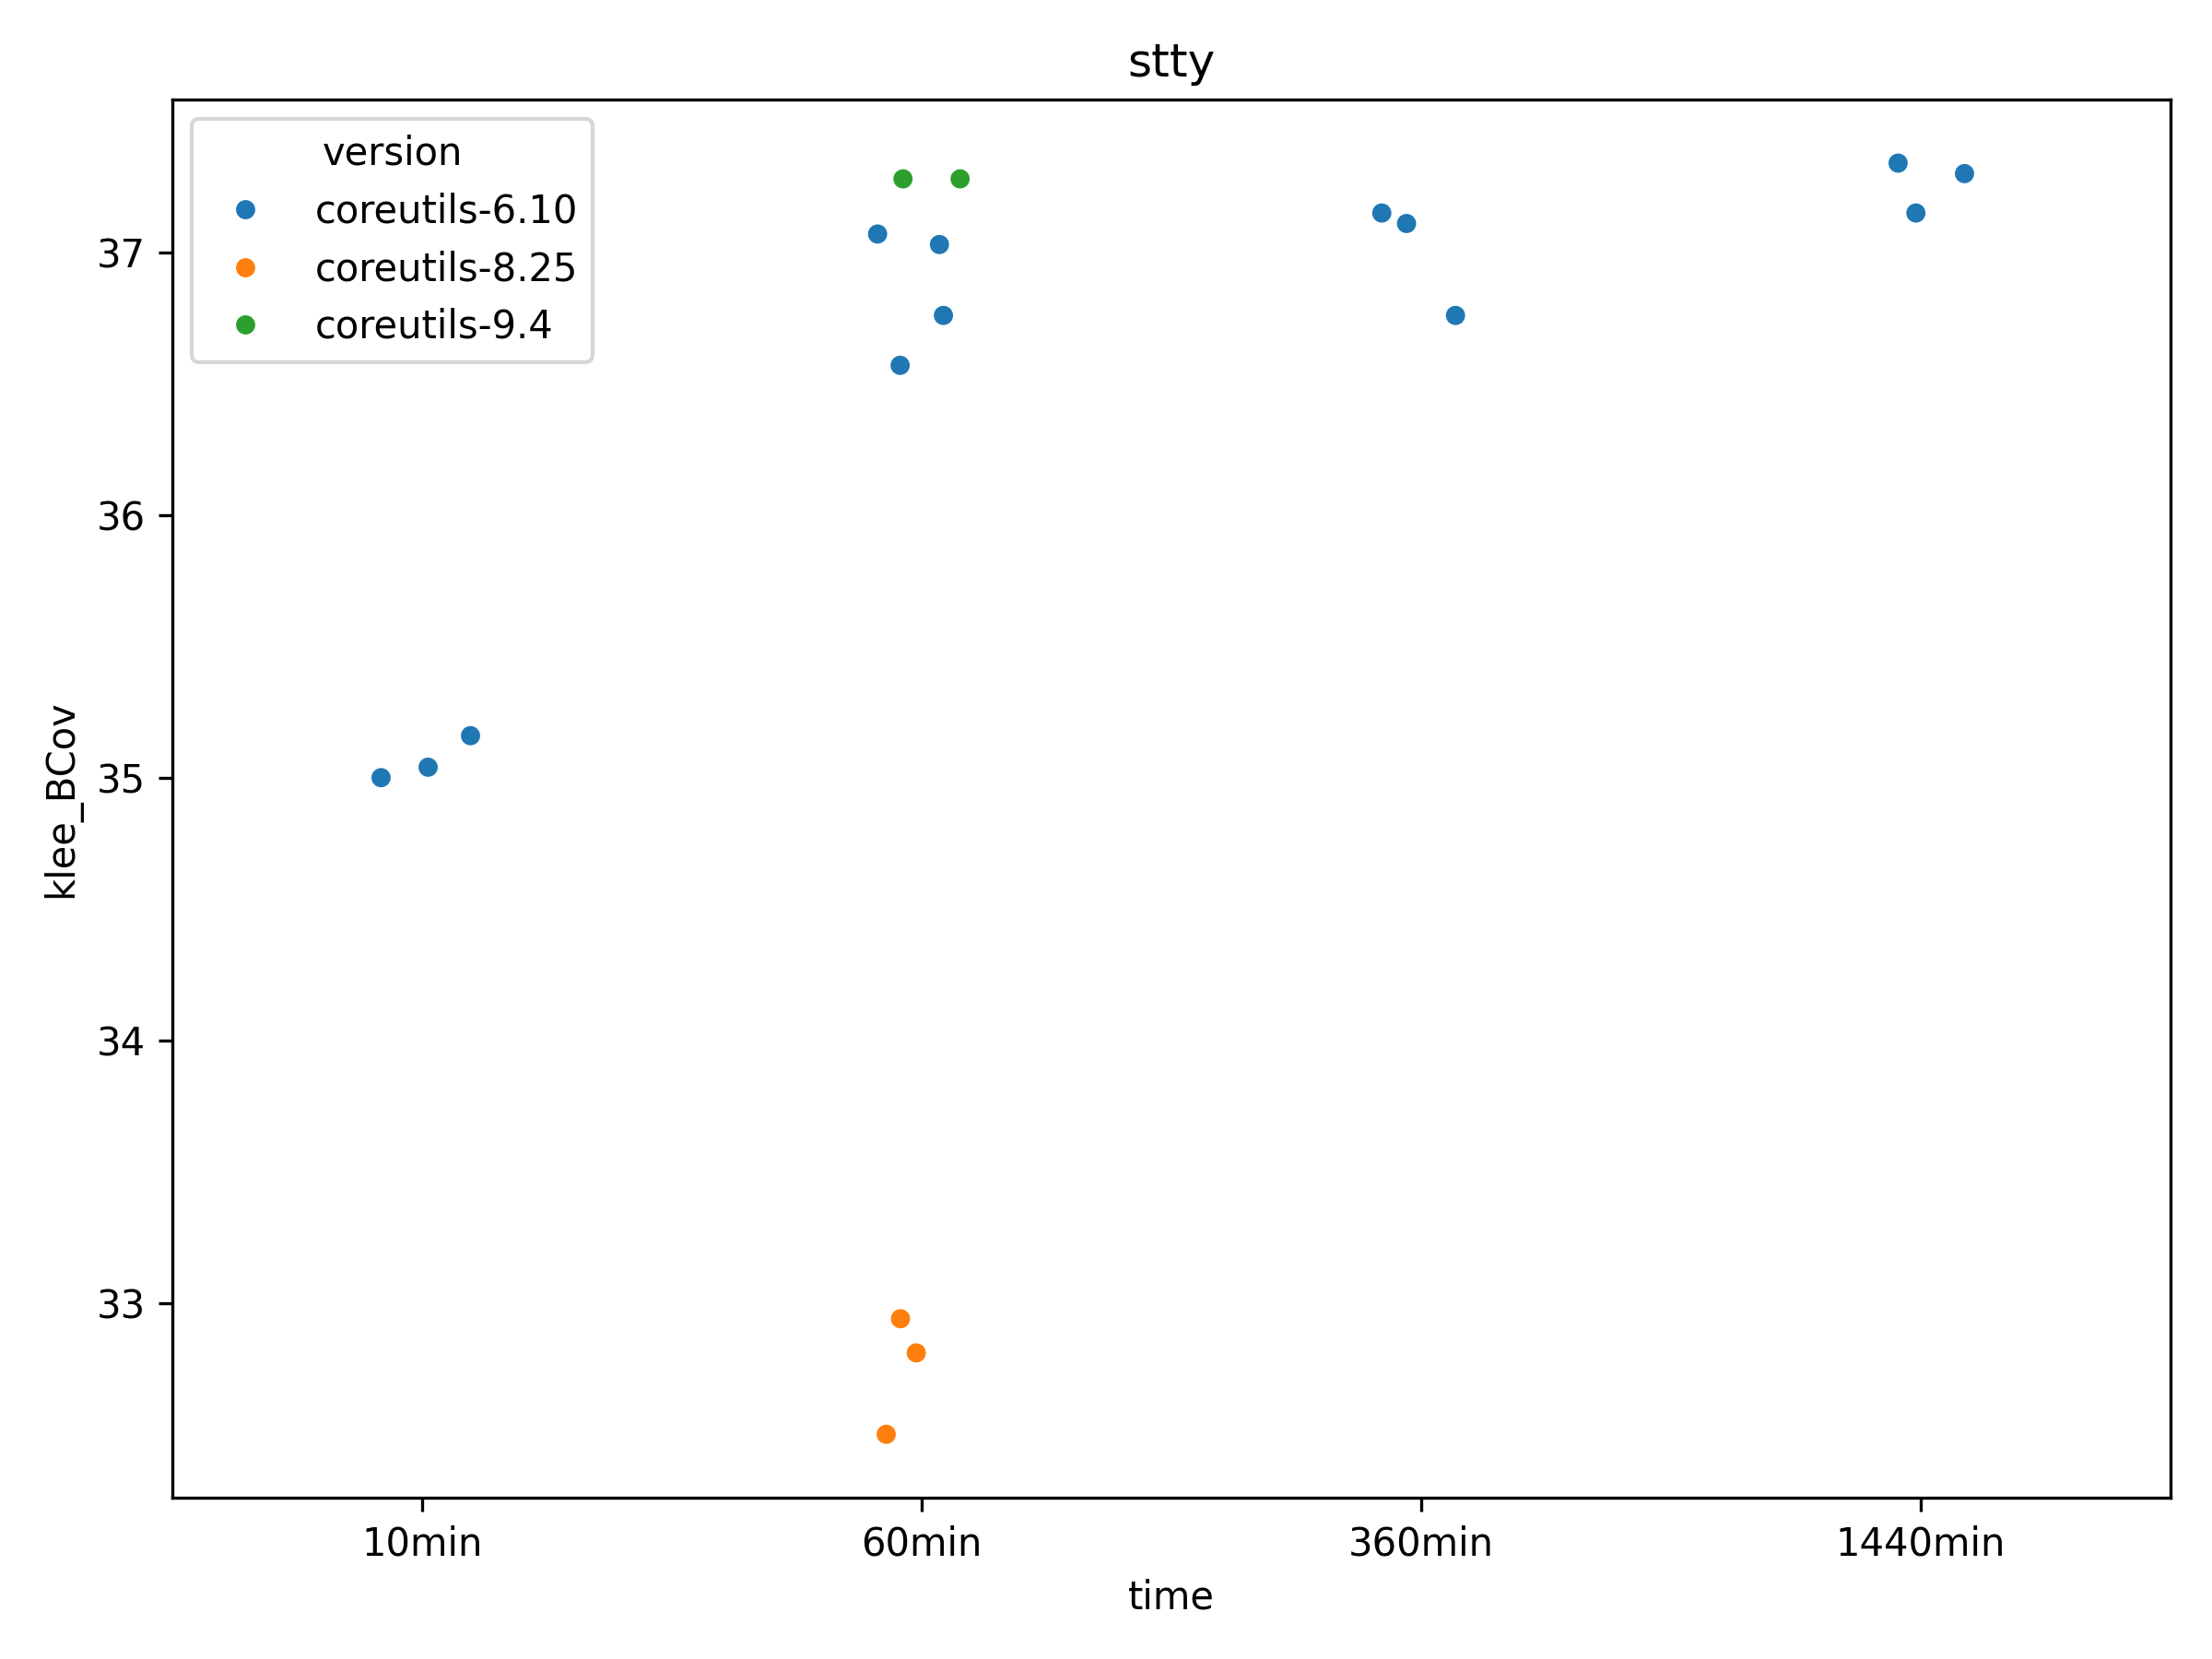 stty
version
coreutils-6.10
coreutils-8.25
coreutils-9.4
37
36
35
34
33
klee_BCov
10min
60min
360min
1440min
time